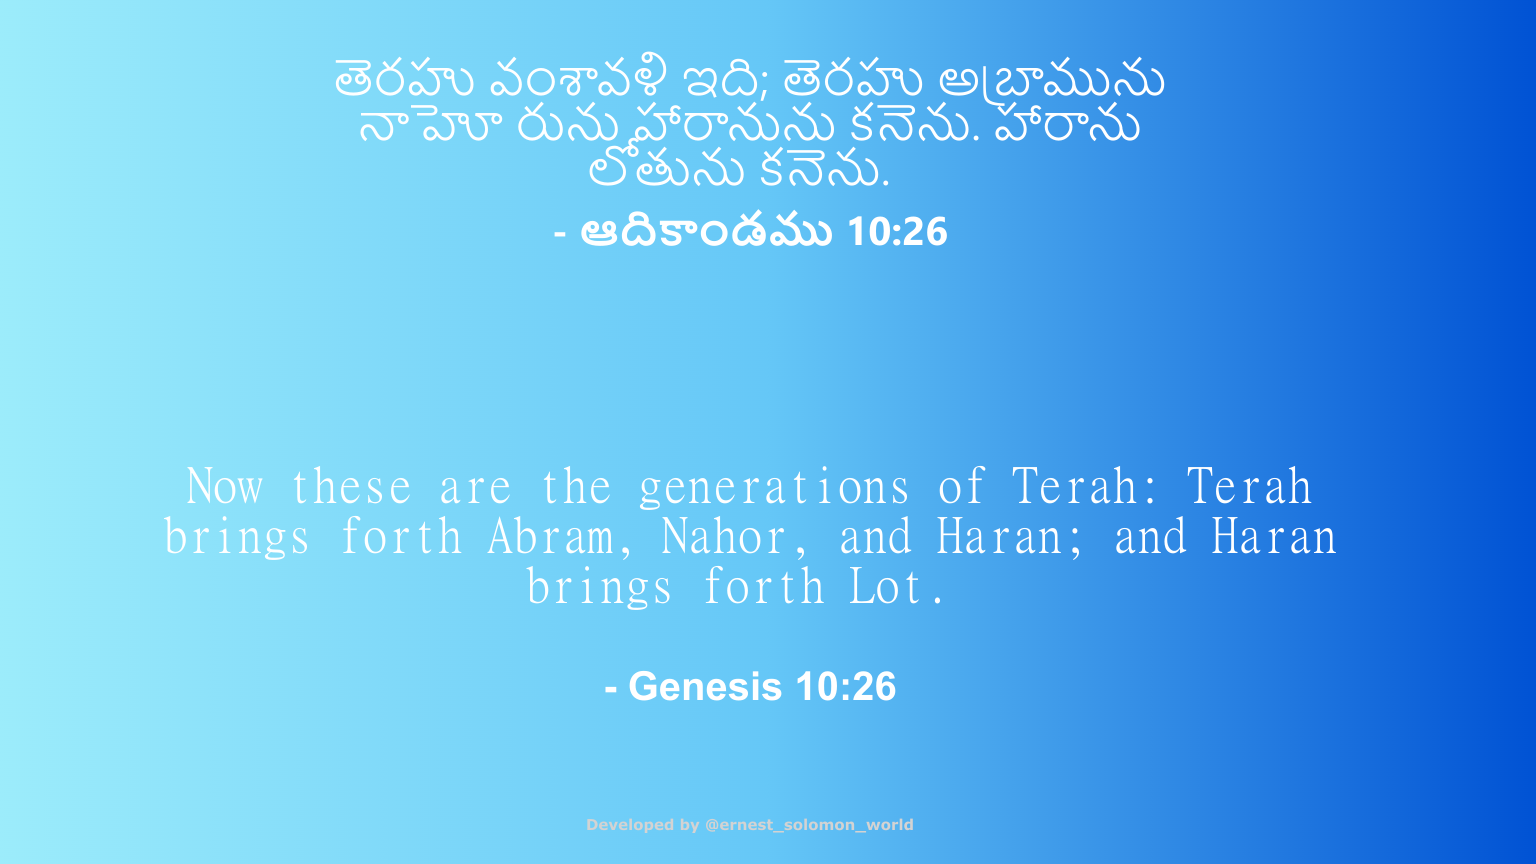 తెరహు వంశావళి ఇది; తెరహు అబ్రామును
నాహెూ రును హారానును కనెను. హారాను
లోతును కనెను.
- ఆదికాండము 10:26
Now these are the generations of Terah: Terah
brings forth Abram, Nahor, and Haran; and Haran
brings forth Lot.
- Genesis 10:26
Developed by @ernest_solomon_world